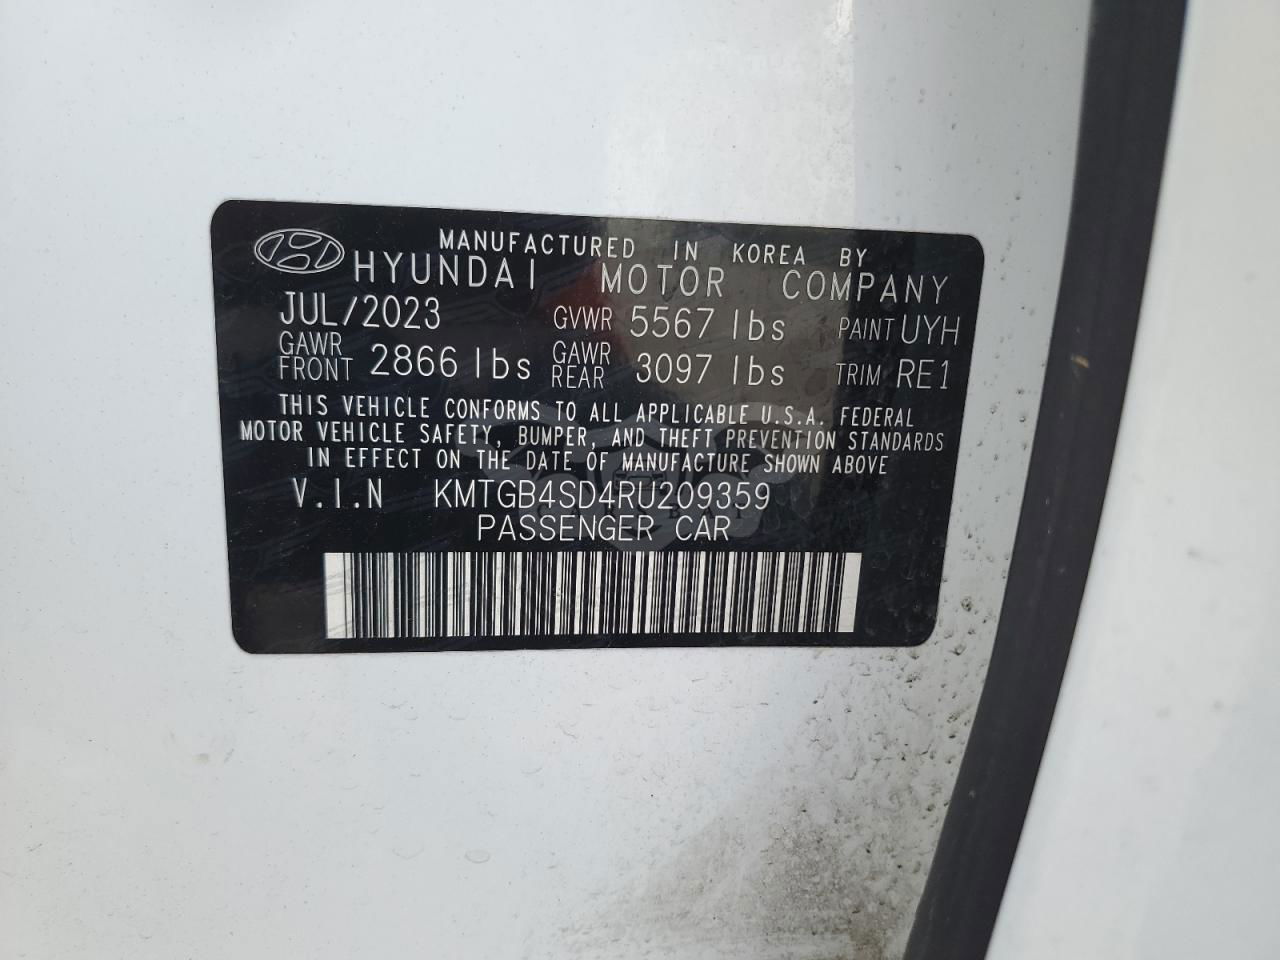 MANUFACTURED IN KOREA BY
HYUNDAI MOTOR COMPANY
JUL/2023 GVWR 5567 lbs PAINT UYH
GAWR FRONT 2866 lbs GAWR REAR 3097 lbs TRIM RE1
THIS VEHICLE CONFORMS TO ALL APPLICABLE U.S.A. FEDERAL
MOTOR VEHICLE SAFETY, BUMPER, AND THEFT PREVENTION STANDARDS
IN EFFECT ON THE DATE OF MANUFACTURE SHOWN ABOVE
V.I.N KMTGB4SD4RU209359
PASSENGER CAR